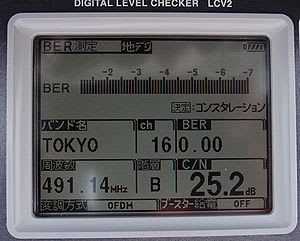 DIGITAL LEVEL CHECKER LCV2
BER測定 地デジ
-2 -3 -4 -5 -6 -7
BER
決定:コンスタレーション
バンド名 ch BER
TOKYO 16 0.00
周波数 階層 C/N
491.14MHz B 25.2dB
変調方式 OFDM ブースター給電 OFF